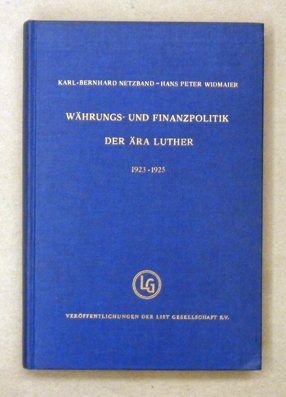 KARL-BERNHARD NETZBAND – HANS PETER WIDMAIER
WÄHRUNGS- UND FINANZPOLITIK
DER ÄRA LUTHER
1923-1925
LG
VERÖFFENTLICHUNGEN DER LIST GESELLSCHAFT E.V.